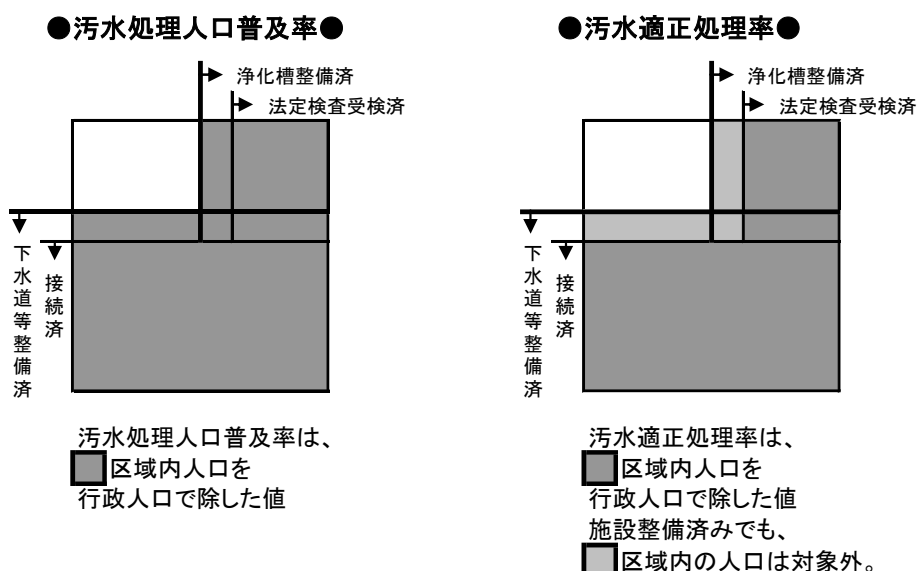 ●汚水処理人口普及率●
浄化槽整備済
法定検査受検済
下水道等整備済
接続済
汚水処理人口普及率は、
区域内人口を
行政人口で除した値
●汚水適正処理率●
浄化槽整備済
法定検査受検済
下水道等整備済
接続済
汚水適正処理率は、
区域内人口を
行政人口で除した値
施設整備済みでも、
区域内の人口は対象外。